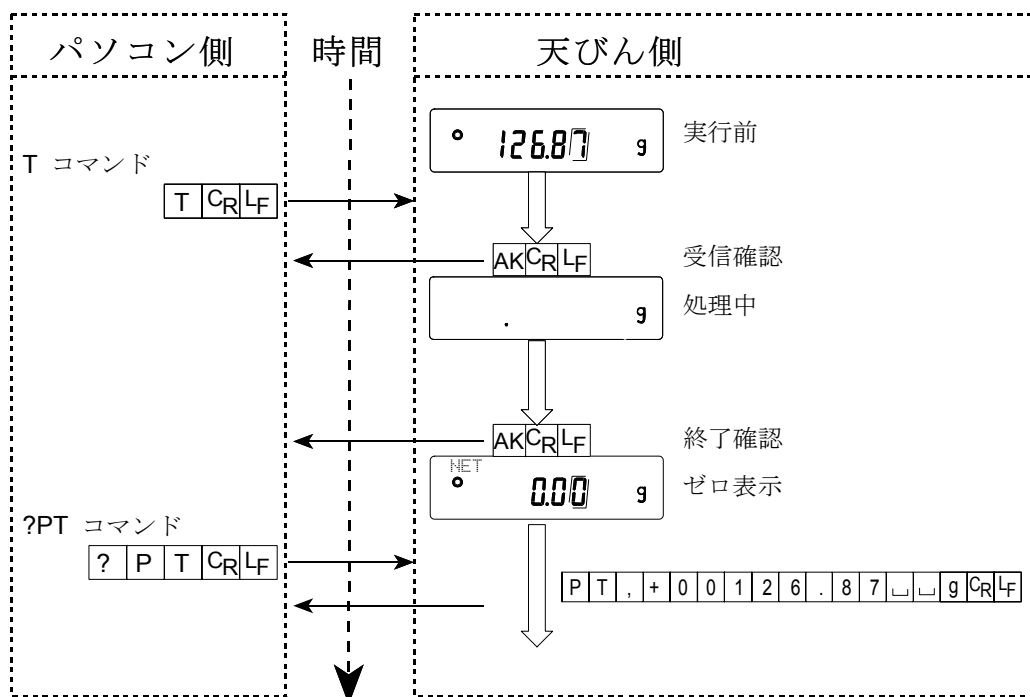 パソコン側 時間 天びん側
126.87 g 実行前
T コマンド
T CR LF
AK CR LF 受信確認
. g 処理中
AK CR LF 終了確認
NET
0.00 g ゼロ表示
?PT コマンド
? P T CR LF
P T , + 0 0 1 2 6 . 8 7 ␣ ␣ g CR LF